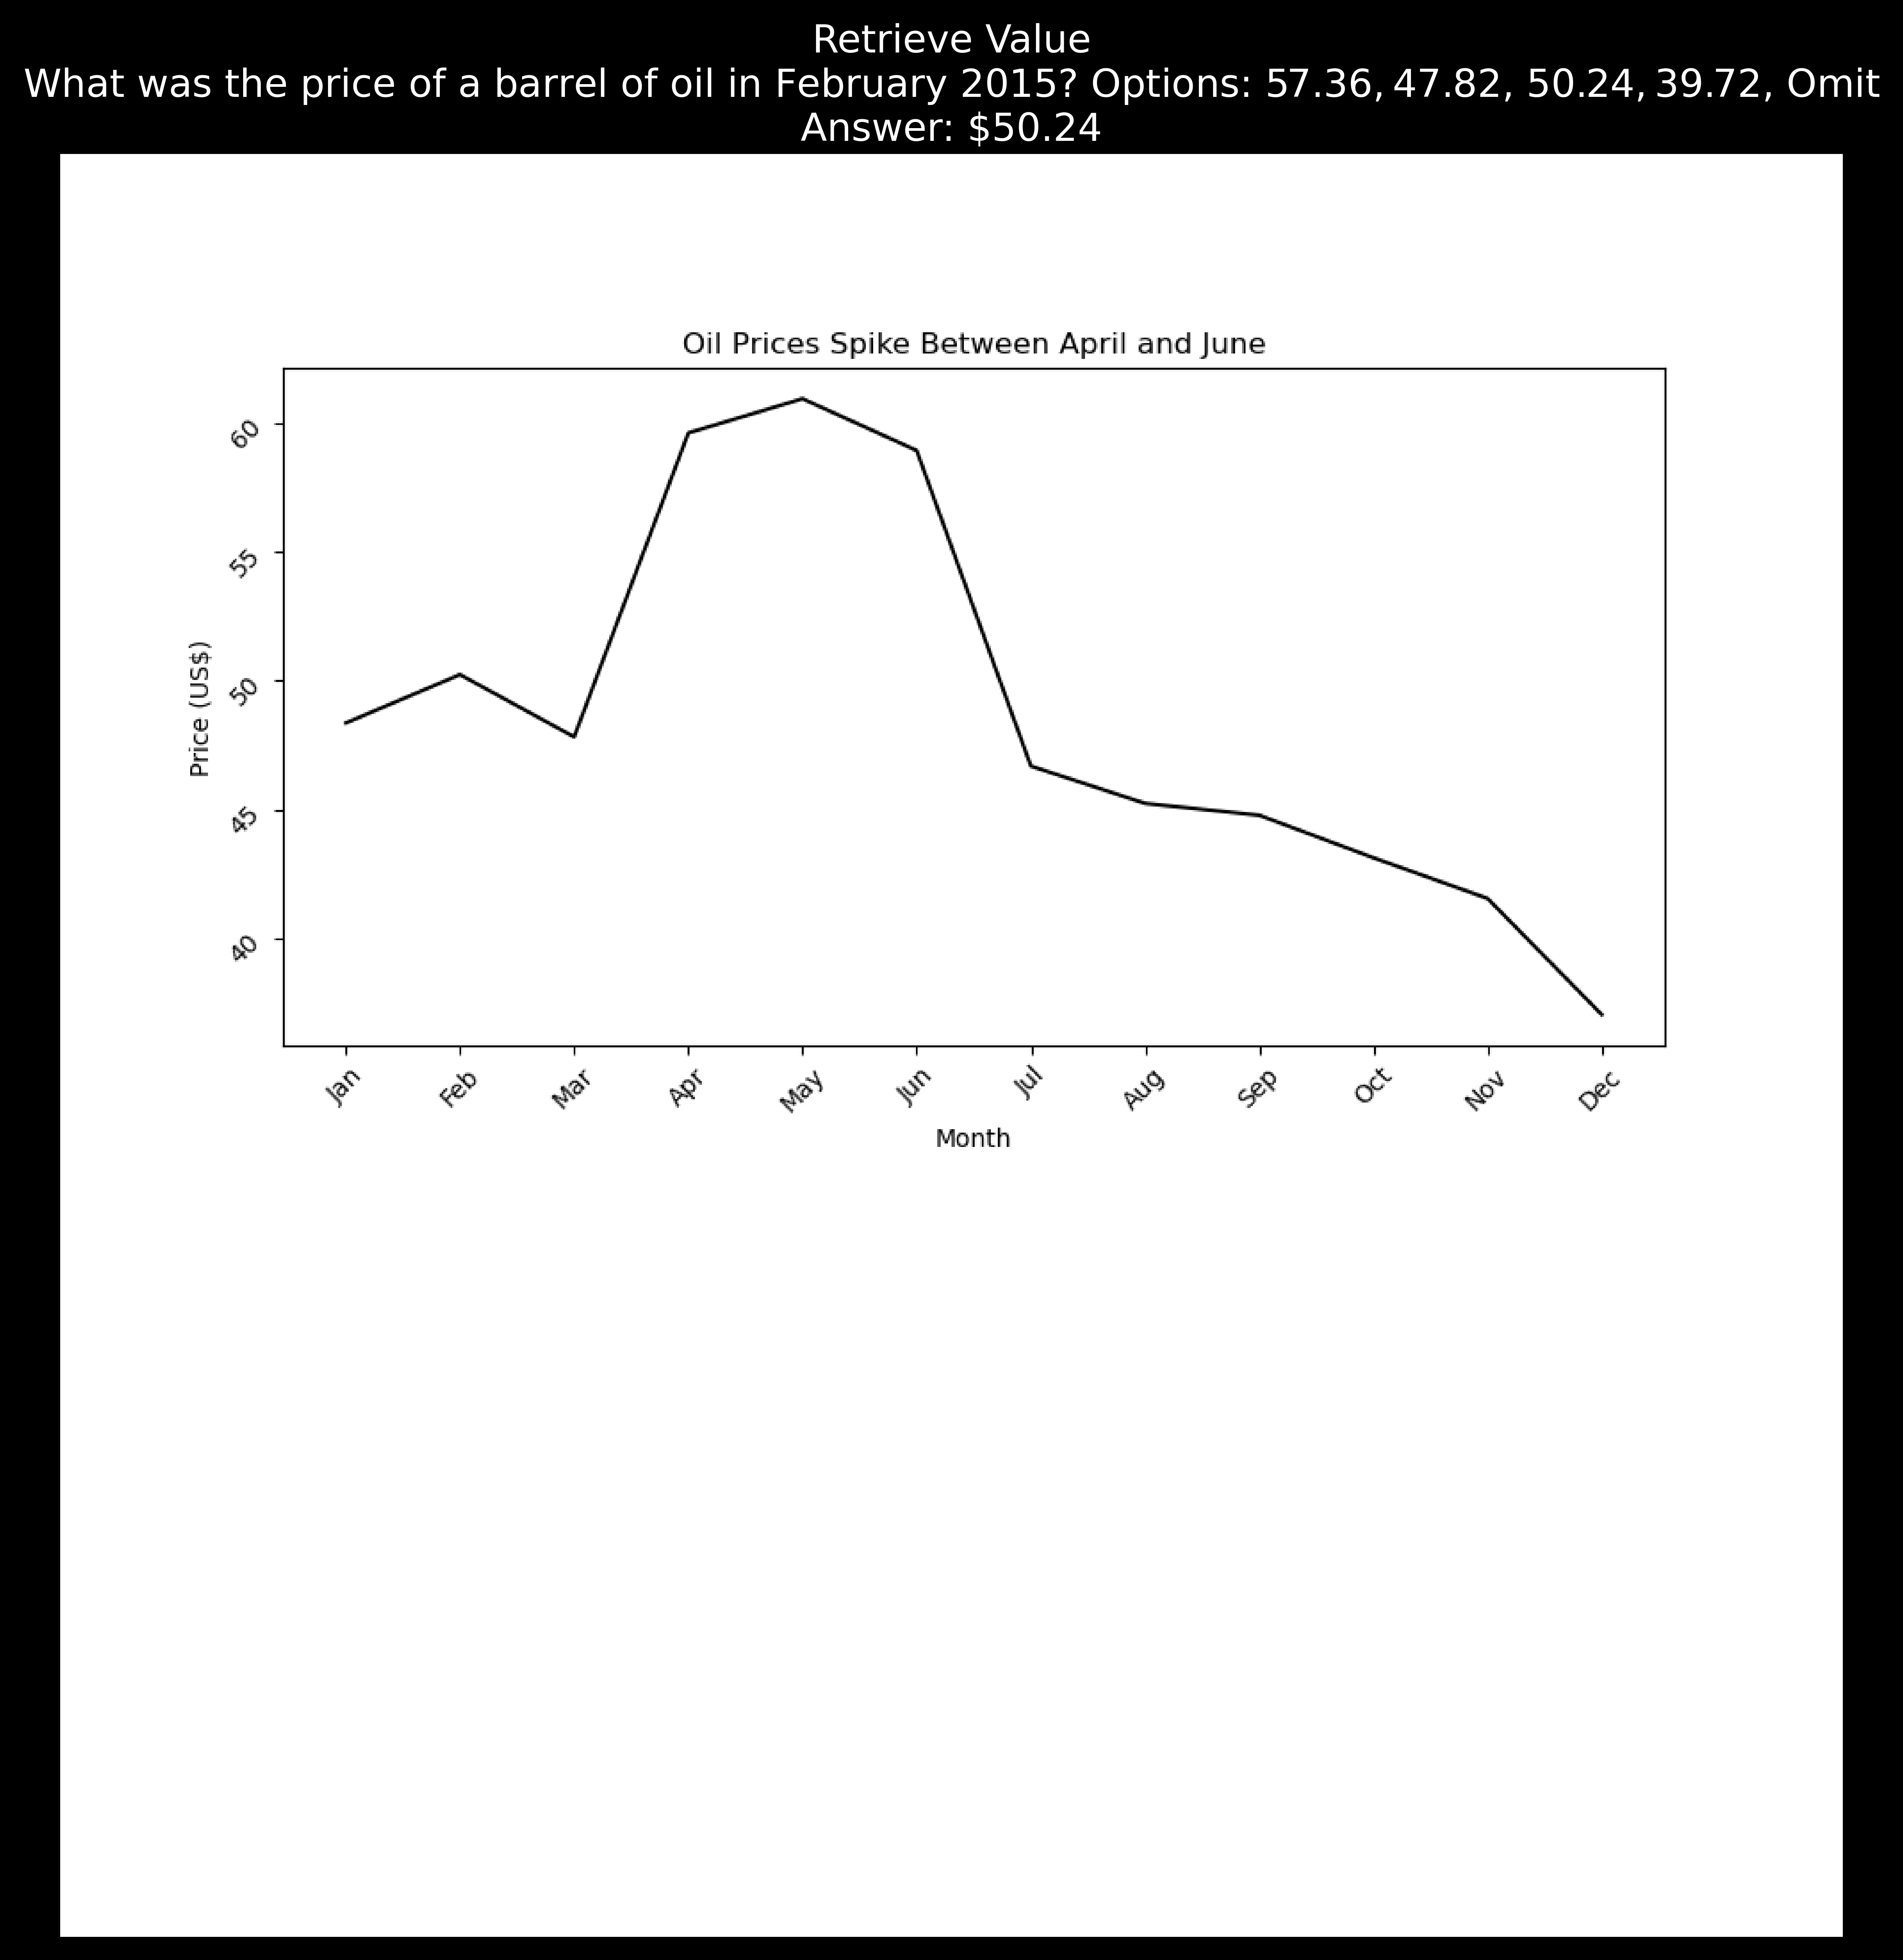 Retrieve Value
What was the price of a barrel of oil in February 2015? Options: 57.36, 47.82, 50.24, 39.72, Omit
Answer: $50.24
Oil Prices Spike Between April and June
60
55
50
45
40
Price (US$)
Jan Feb Mar Apr May Jun Jul Aug Sep Oct Nov Dec
Month